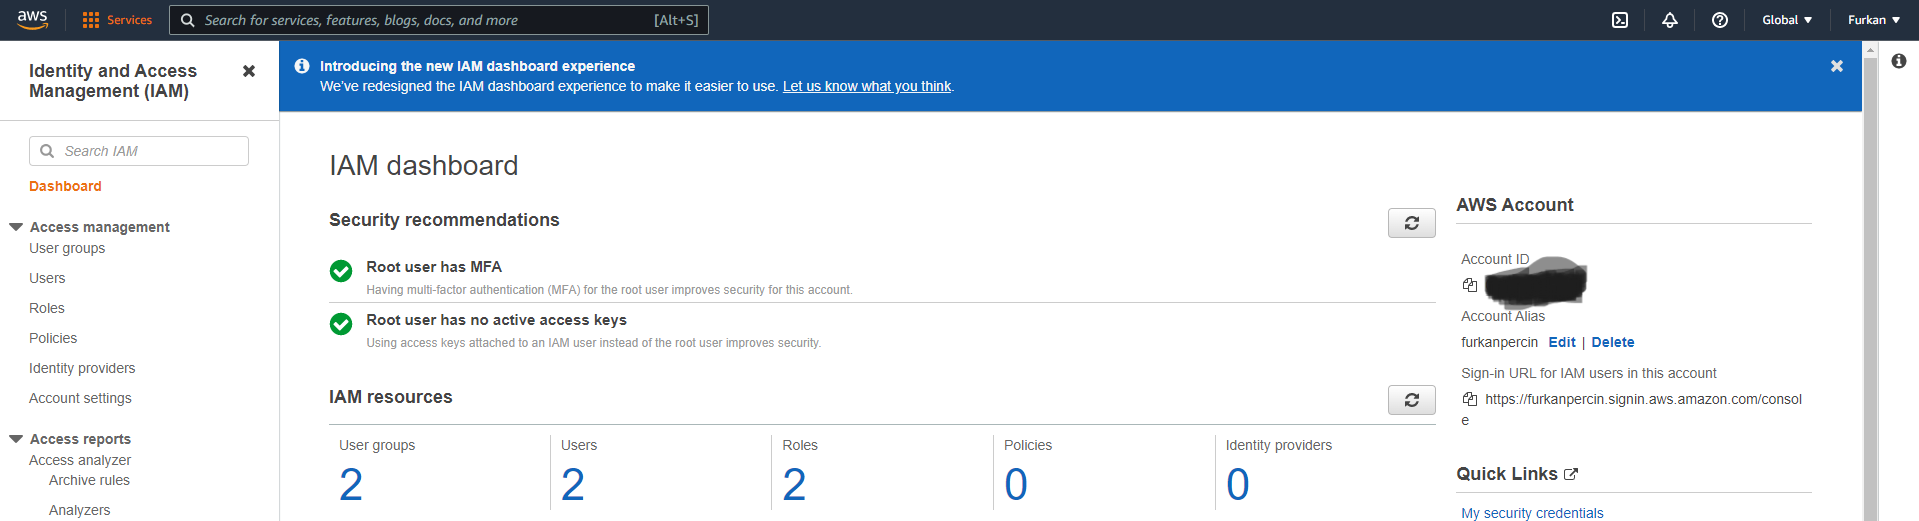 aws
Services
Search for services, features, blogs, docs, and more
[Alt+S]
Global
Furkan
Identity and Access
Management (IAM)
Search IAM
Dashboard
Access management
User groups
Users
Roles
Policies
Identity providers
Account settings
Access reports
Access analyzer
Archive rules
Analyzers
Introducing the new IAM dashboard experience
We've redesigned the IAM dashboard experience to make it easier to use. Let us know what you think.
IAM dashboard
Security recommendations
Root user has MFA
Having multi-factor authentication (MFA) for the root user improves security for this account.
Root user has no active access keys
Using access keys attached to an IAM user instead of the root user improves security.
IAM resources
User groups
2
Users
2
Roles
2
Policies
0
Identity providers
0
AWS Account
Account ID
Account Alias
furkanpercin Edit | Delete
Sign-in URL for IAM users in this account
https://furkanpercin.signin.aws.amazon.com/consol
e
Quick Links
My security credentials